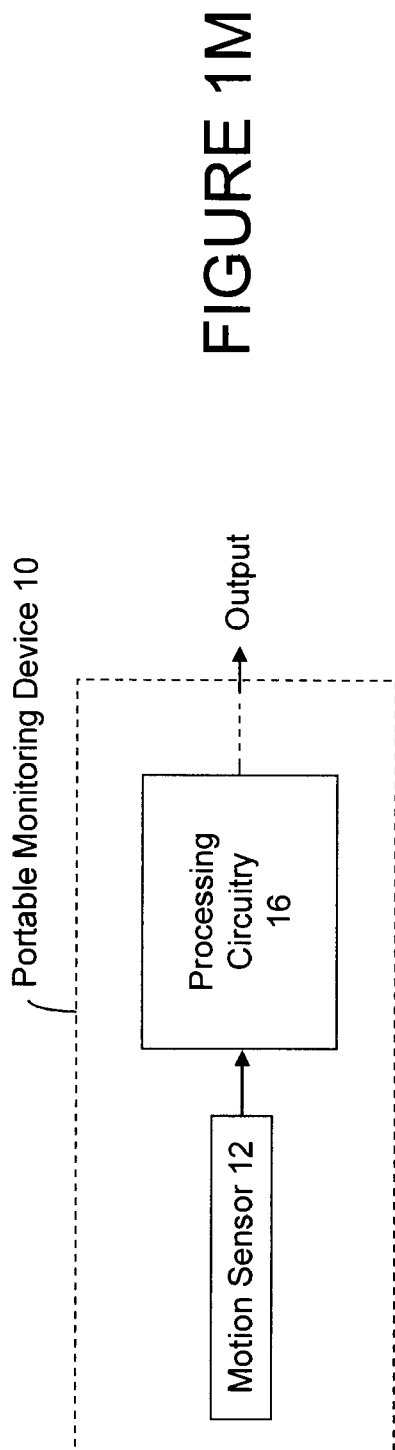 Portable Monitoring Device 10
Motion Sensor 12
Processing
Circuitry
16
Output
FIGURE 1M